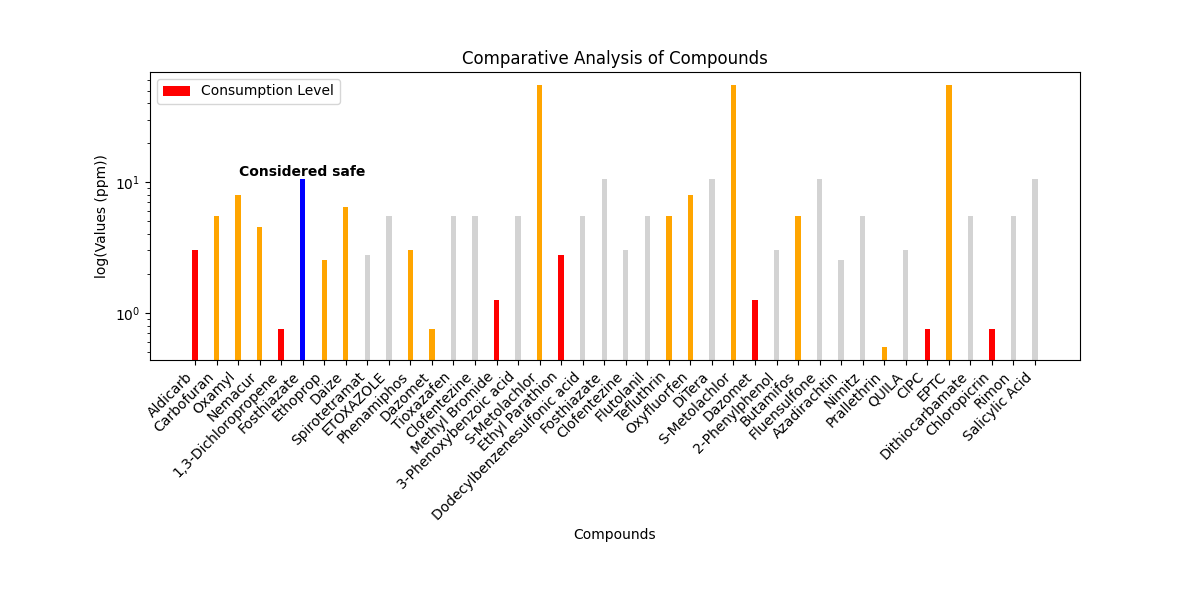 Comparative Analysis of Compounds
Consumption Level
Considered safe
log(Values (ppm))
10^1
10^0
Aldicarb
Carbofuran
Oxamyl
Nemacur
1,3-Dichloropropene
Fosthiazate
Ethoprop
Daize
Spirotetramat
ETOXAZOLE
Phenamiphos
Dazomet
Tioxazafen
Clofentezine
Methyl Bromide
3-Phenoxybenzoic acid
S-Metolachlor
Ethyl Parathion
Dodecylbenzenesulfonic acid
Fosthiazate
Clofentezine
Flutolanil
Tefluthrin
Oxyfluorfen
DiTera
S-Metolachlor
Dazomet
2-Phenylphenol
Butamifos
Fluensulfone
Azadirachtin
Nimitz
Prallethrin
QUILA
CIPC
EPTC
Dithiocarbamate
Chloropicrin
Rimon
Salicylic Acid
Compounds